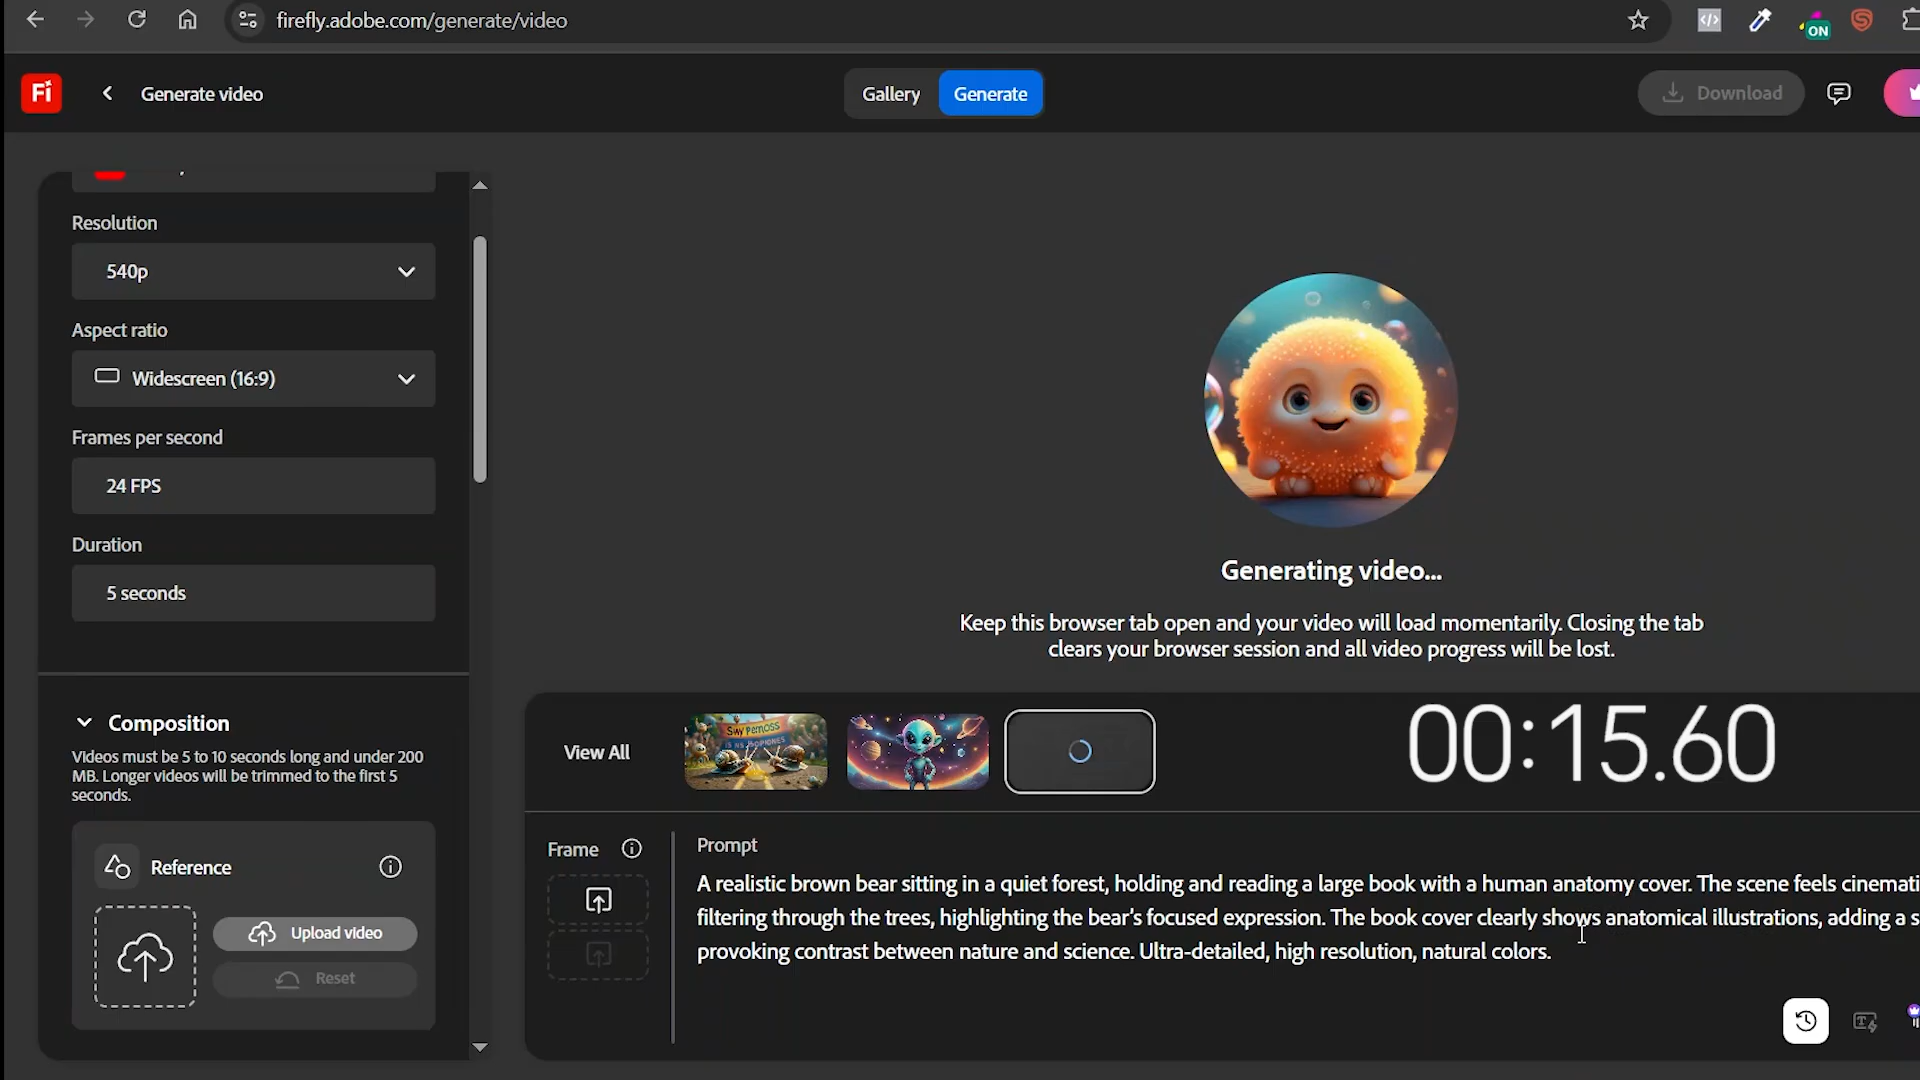 firefly.adobe.com/generate/video
ON
Fi
Generate video
Gallery
Generate
Download
Resolution
540p
Aspect ratio
Widescreen (16:9)
Frames per second
24 FPS
Duration
5 seconds
Composition
Videos must be 5 to 10 seconds long and under 200
MB. Longer videos will be trimmed to the first 5
seconds.
Reference
Upload video
Reset
Generating video...
Keep this browser tab open and your video will load momentarily. Closing the tab
clears your browser session and all video progress will be lost.
View All
00:15.60
Frame
Prompt
A realistic brown bear sitting in a quiet forest, holding and reading a large book with a human anatomy cover. The scene feels cinemati
filtering through the trees, highlighting the bear's focused expression. The book cover clearly shows anatomical illustrations, adding a s
provoking contrast between nature and science. Ultra-detailed, high resolution, natural colors.